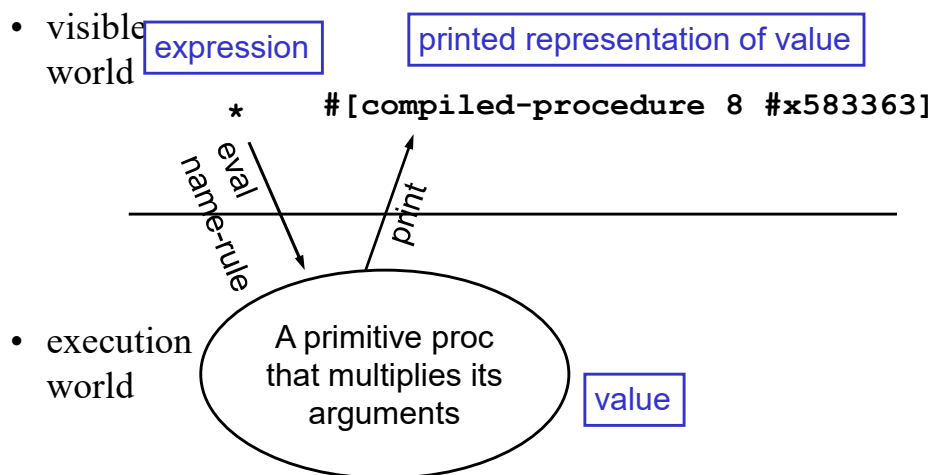 • visible world
expression
printed representation of value
*
#[compiled-procedure 8 #x583363]
eval
name-rule
print
• execution world
A primitive proc
that multiplies its
arguments
value